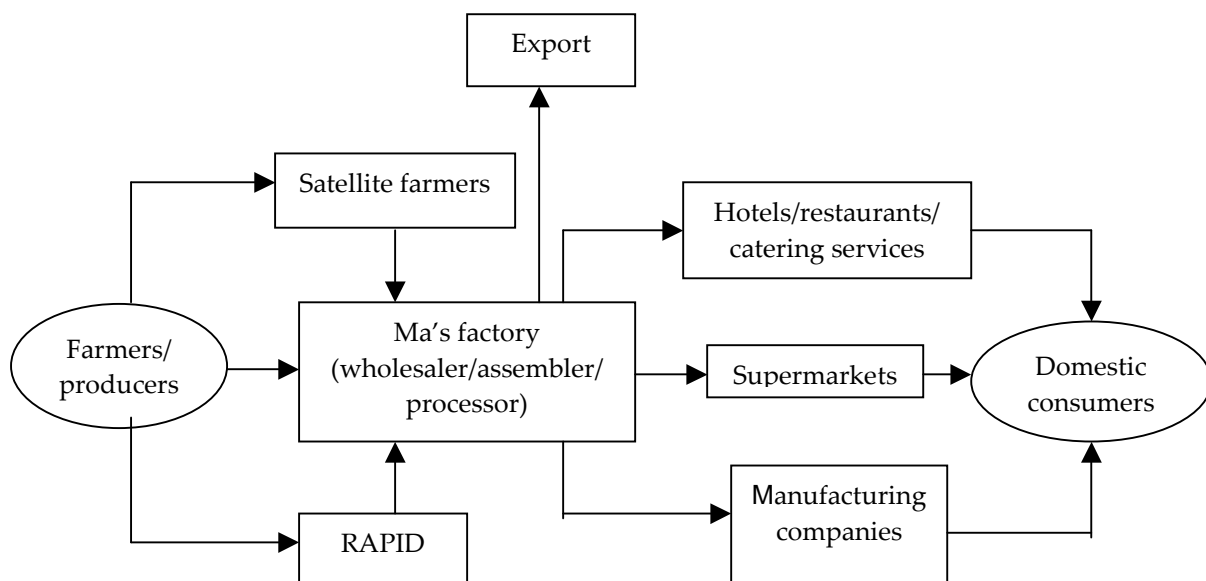 Export
Satellite farmers
Hotels/restaurants/
catering services
Farmers/
producers
Ma’s factory
(wholesaler/assembler/
processor)
Supermarkets
Domestic
consumers
Manufacturing
companies
RAPID